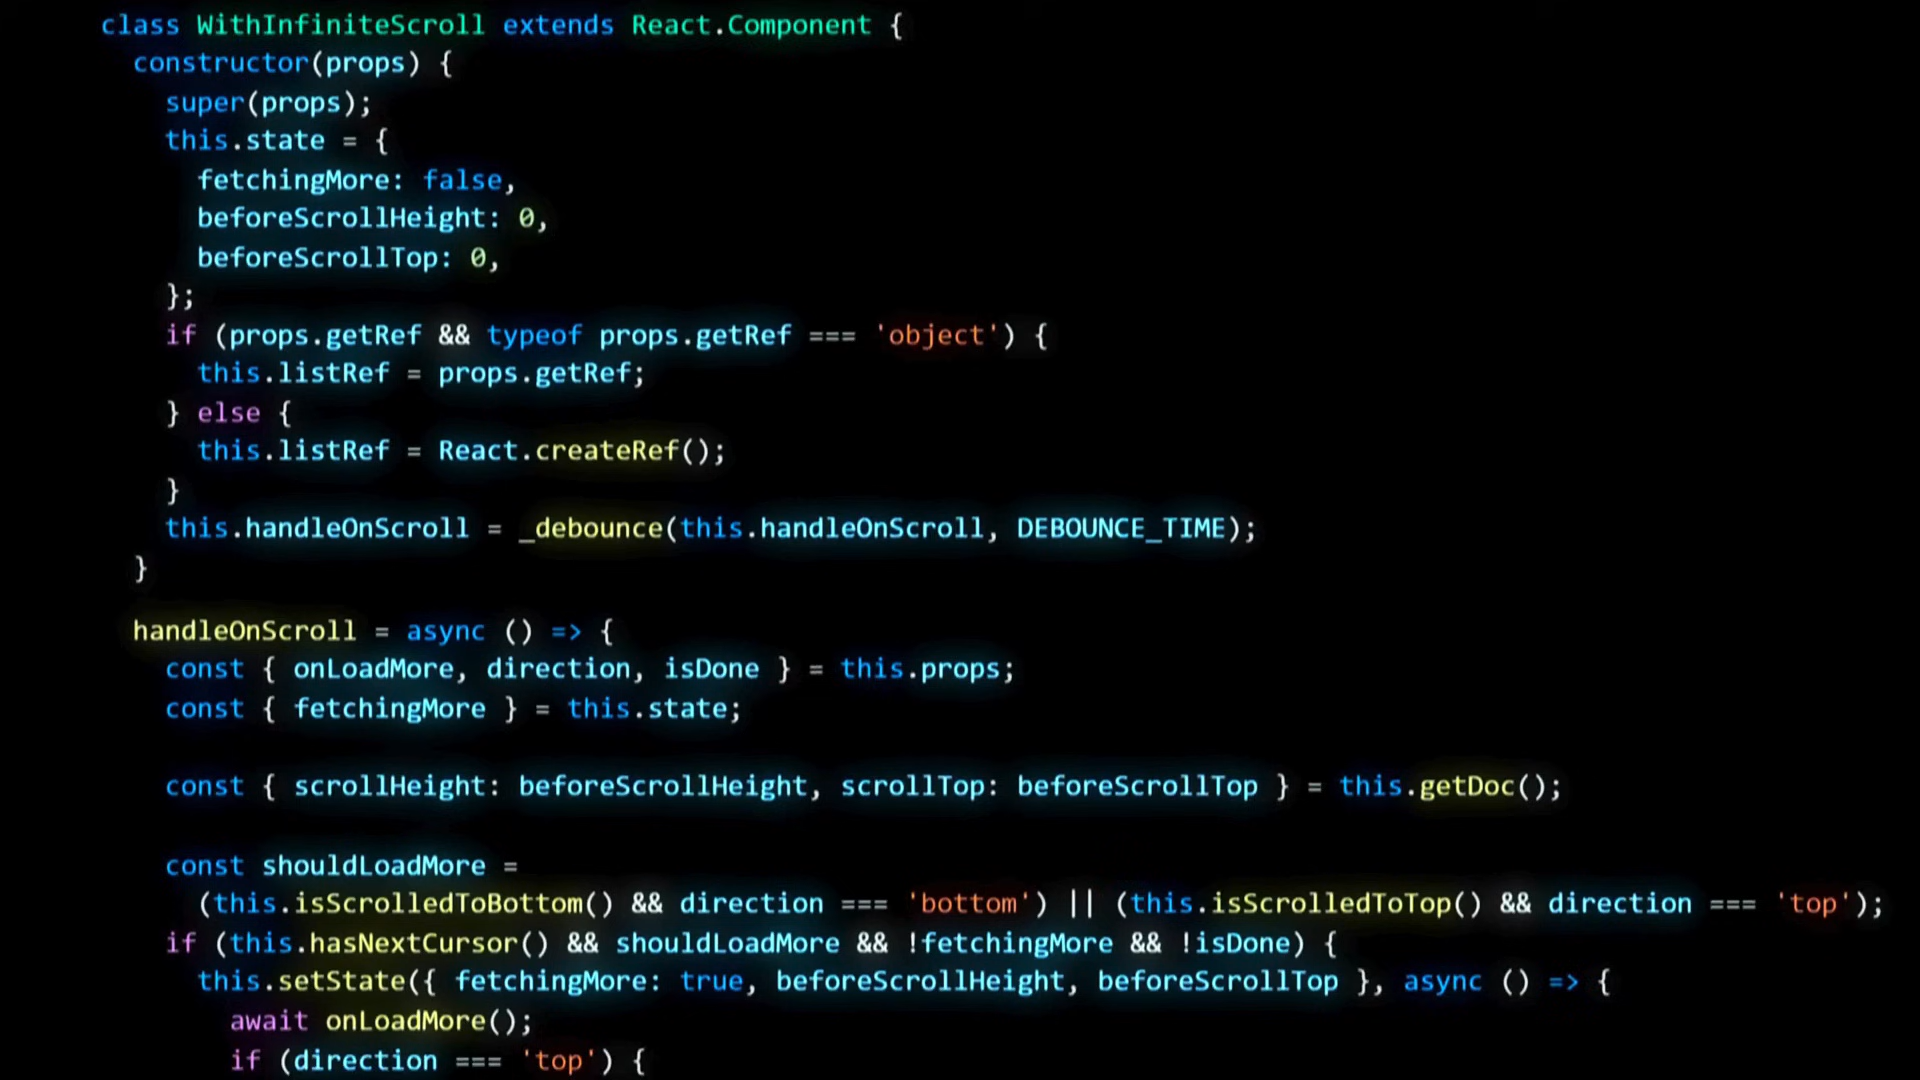 class WithInfiniteScroll extends React.Component {
  constructor(props) {
    super(props);
    this.state = {
      fetchingMore: false,
      beforeScrollHeight: 0,
      beforeScrollTop: 0,
    };
    if (props.getRef && typeof props.getRef === 'object') {
      this.listRef = props.getRef;
    } else {
      this.listRef = React.createRef();
    }
    this.handleOnScroll = _debounce(this.handleOnScroll, DEBOUNCE_TIME);
  }
  handleOnScroll = async () => {
    const { onLoadMore, direction, isDone } = this.props;
    const { fetchingMore } = this.state;
    const { scrollHeight: beforeScrollHeight, scrollTop: beforeScrollTop } = this.getDoc();
    const shouldLoadMore =
      (this.isScrolledToBottom() && direction === 'bottom') || (this.isScrolledToTop() && direction === 'top');
    if (this.hasNextCursor() && shouldLoadMore && !fetchingMore && !isDone) {
      this.setState({ fetchingMore: true, beforeScrollHeight, beforeScrollTop }, async () => {
        await onLoadMore();
        if (direction === 'top') {